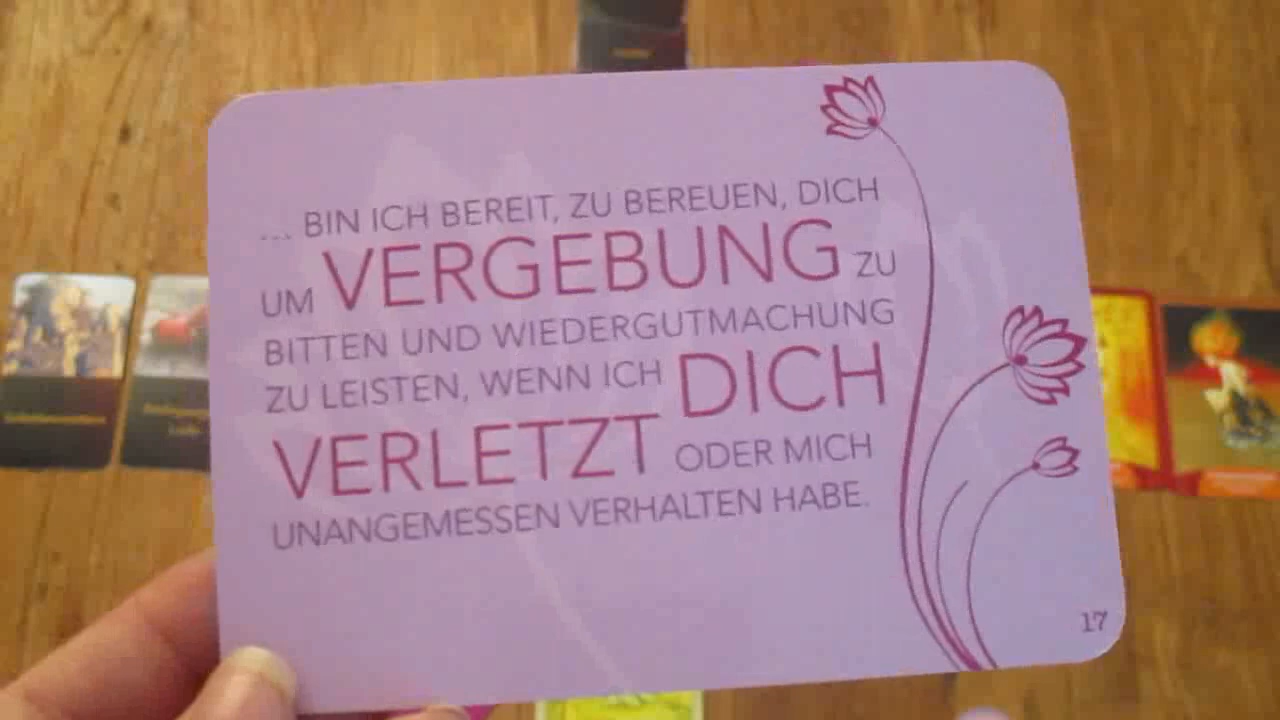 ... BIN ICH BEREIT, ZU BEREUEN, DICH
UM VERGEBUNG ZU
BITTEN UND WIEDERGUTMACHUNG
ZU LEISTEN, WENN ICH DICH
VERLETZT ODER MICH
UNANGEMESSEN VERHALTEN HABE.
17